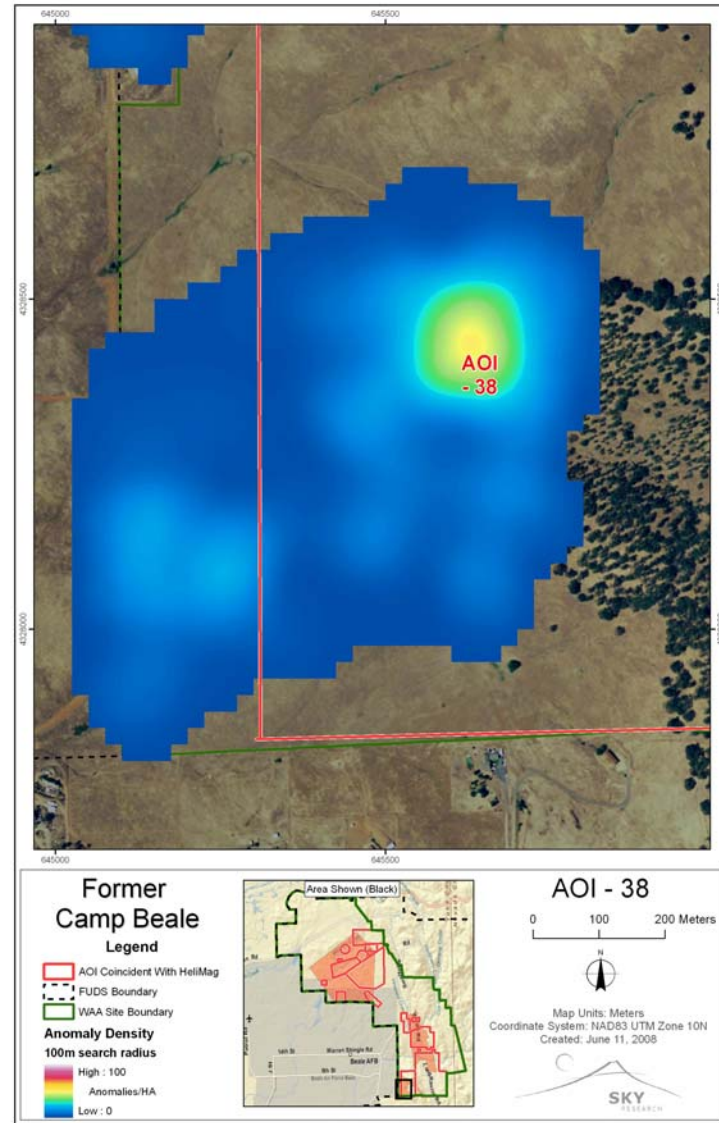 645000
645500
4328500
AOI
- 38
4328000
645000
645500
Former
Camp Beale
Legend
AOI Coincident With HeliMag
FUDS Boundary
WAA Site Boundary
Anomaly Density
100m search radius
High : 100
Anomalies/HA
Low : 0
Area Shown (Black)
Beale AFB
AOI - 38
0 100 200 Meters
N
Map Units: Meters
Coordinate System: NAD83 UTM Zone 10N
Created: June 11, 2008
SKY
RESEARCH